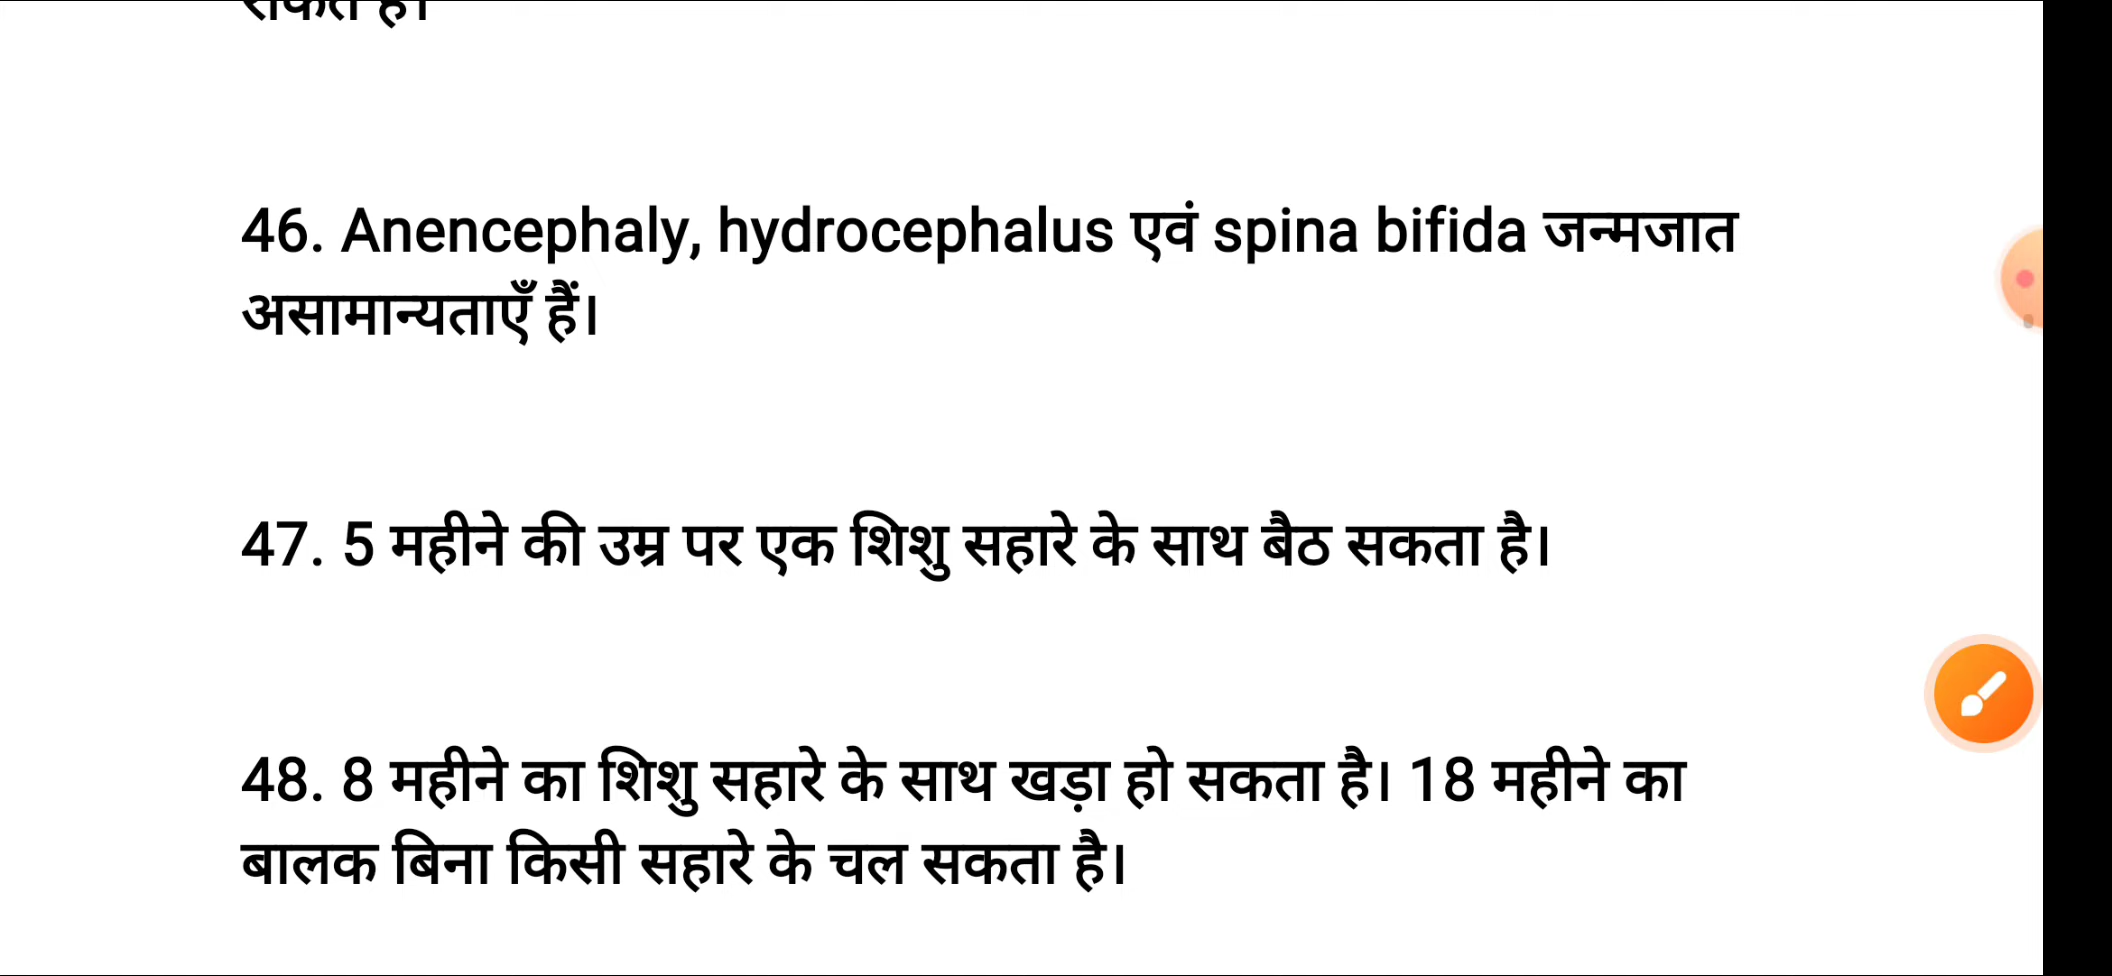 46. Anencephaly, hydrocephalus एवं spina bifida जन्मजात
असामान्यताएँ हैं।
47. 5 महीने की उम्र पर एक शिशु सहारे के साथ बैठ सकता है।
48. 8 महीने का शिशु सहारे के साथ खड़ा हो सकता है। 18 महीने का
बालक बिना किसी सहारे के चल सकता है।